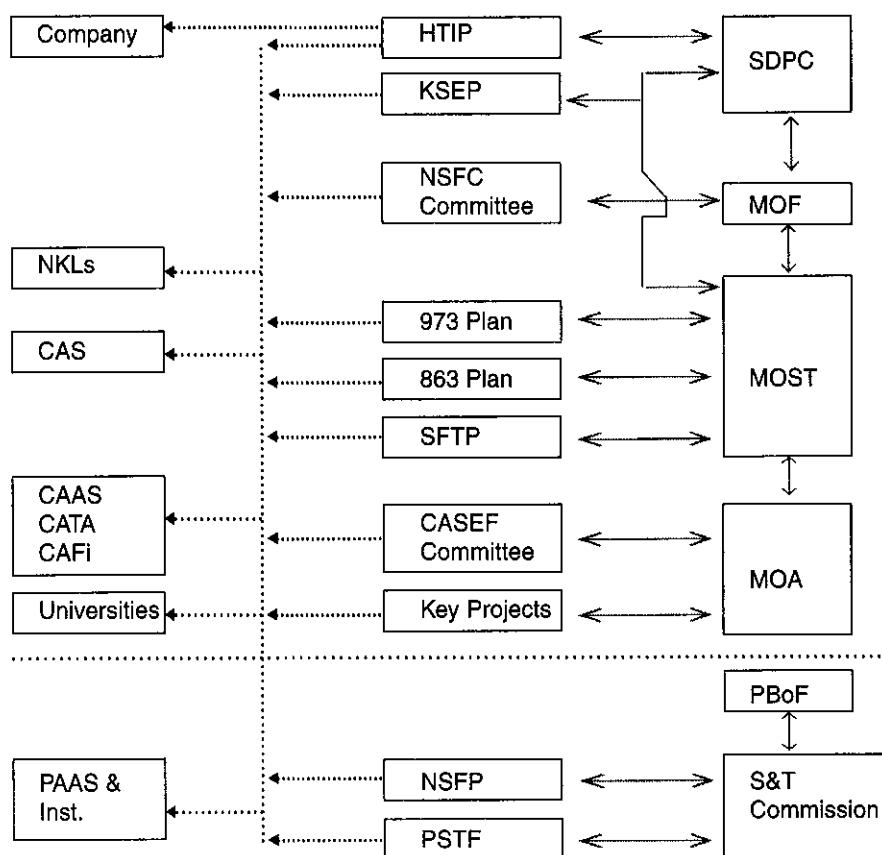 Company
HTIP
SDPC
KSEP
NSFC
Committee
MOF
NKLs
973 Plan
CAS
863 Plan
MOST
SFTP
CAAS
CATA
CAFi
CASEF
Committee
MOA
Universities
Key Projects
PBoF
PAAS &
Inst.
NSFP
S&T
Commission
PSTF